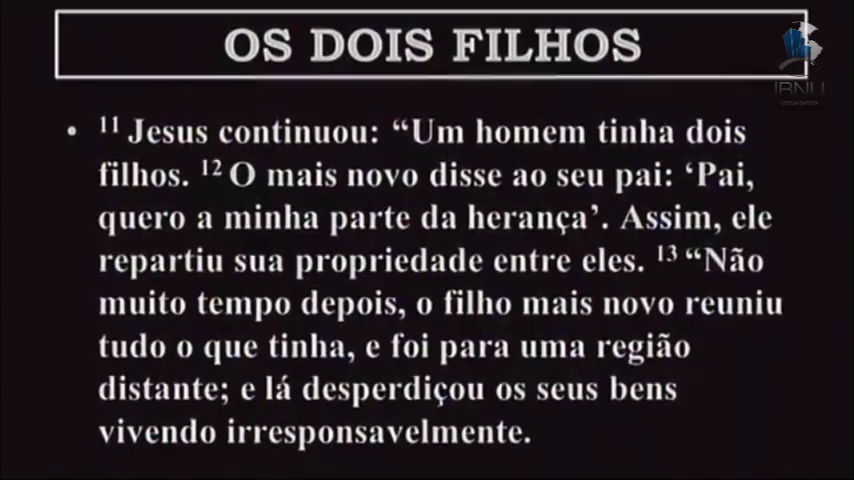 OS DOIS FILHOS
IBNU
• ¹¹ Jesus continuou: “Um homem tinha dois
filhos. ¹² O mais novo disse ao seu pai: ‘Pai,
quero a minha parte da herança’. Assim, ele
repartiu sua propriedade entre eles. ¹³ “Não
muito tempo depois, o filho mais novo reuniu
tudo o que tinha, e foi para uma região
distante; e lá desperdiçou os seus bens
vivendo irresponsavelmente.